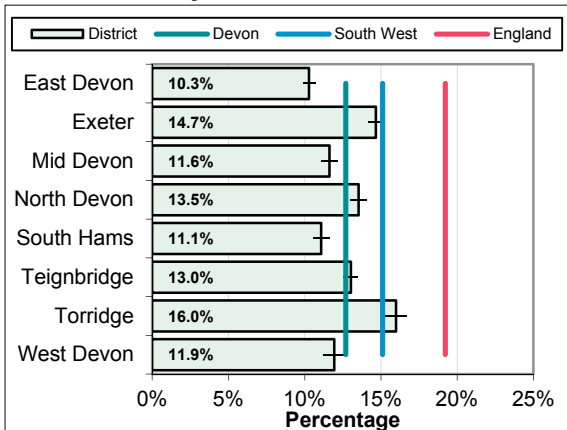 District Devon South West England
East Devon 10.3%
Exeter 14.7%
Mid Devon 11.6%
North Devon 13.5%
South Hams 11.1%
Teignbridge 13.0%
Torridge 16.0%
West Devon 11.9%
0% 5% 10% 15% 20% 25%
Percentage